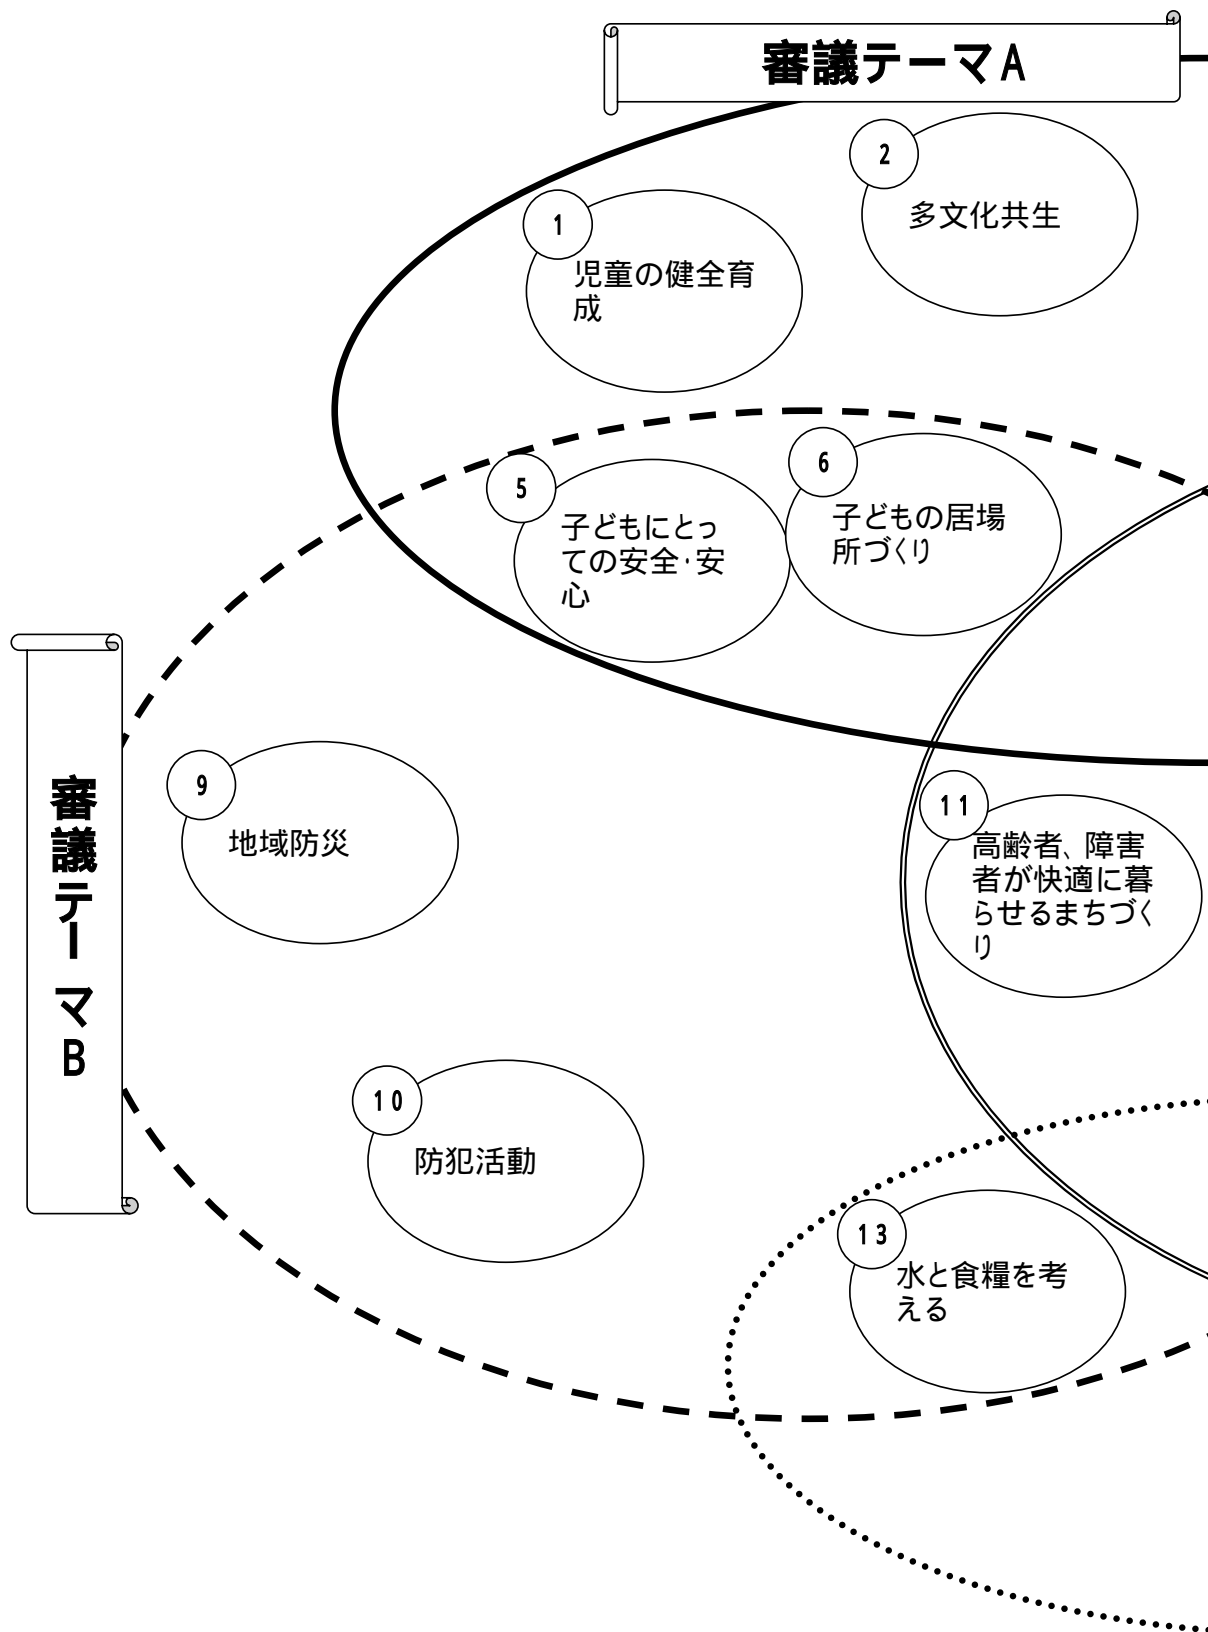 審議テーマA
2
多文化共生
1
児童の健全育
成
6
子どもの居場
所づくり
5
子どもにとっ
ての安全・安
心
審議テーマB
9
地域防災
11
高齢者、障害
者が快適に暮
らせるまちづく
り
10
防犯活動
13
水と食糧を考
える